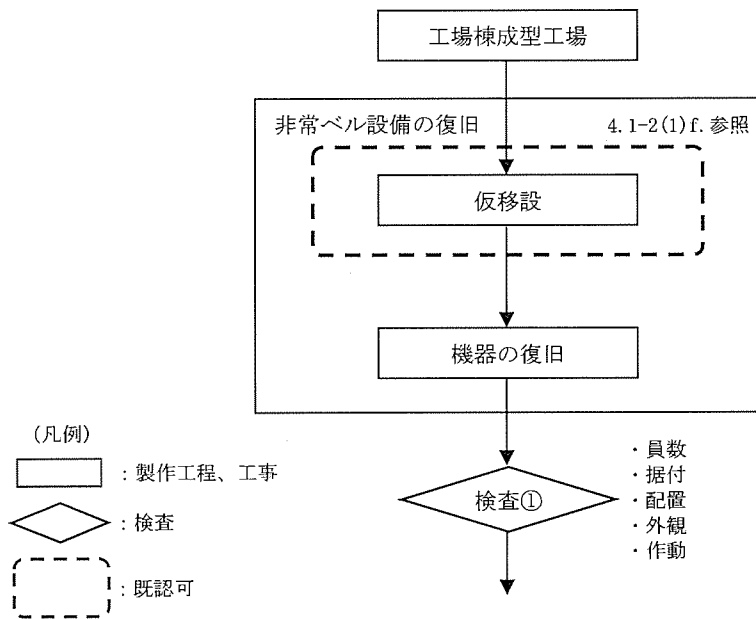 工場棟成型工場
非常ベル設備の復旧 4.1-2(1)f.参照
仮移設
機器の復旧
検査①
・員数
・据付
・配置
・外観
・作動
(凡例)
:製作工程、工事
:検査
:既認可